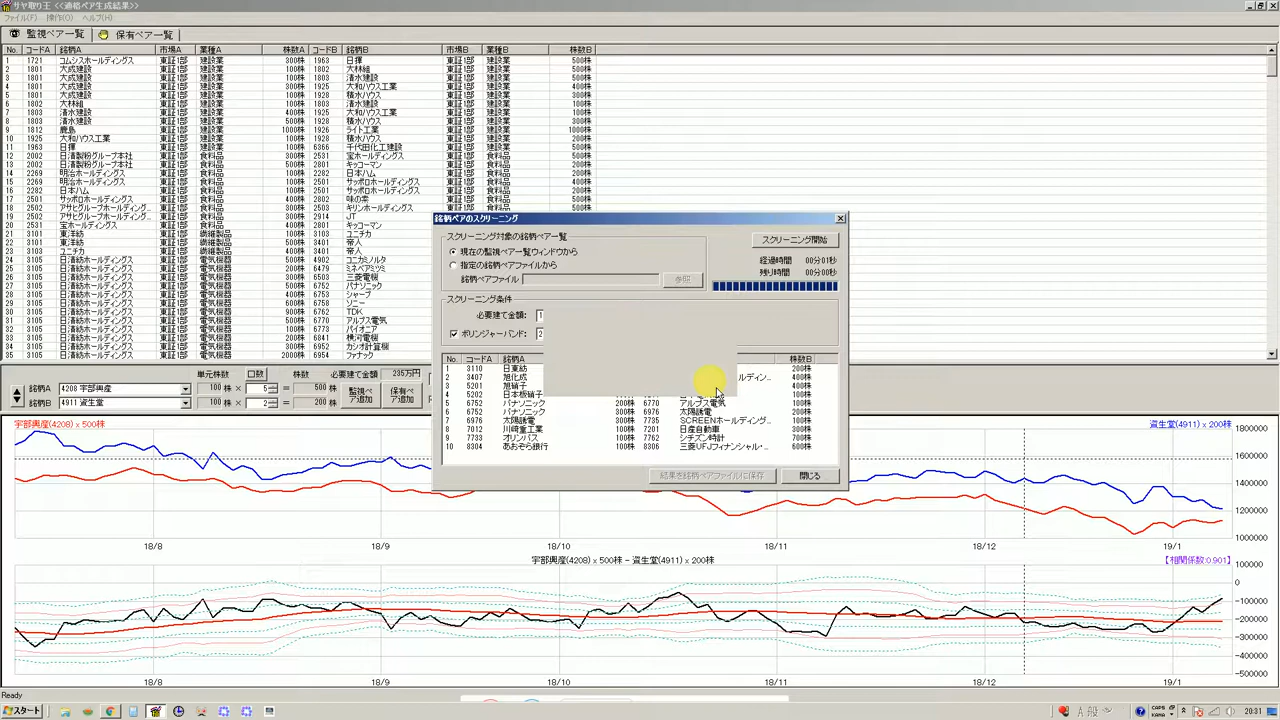 サヤ取り王 <<適格ペア生成結果>>
ファイル(F) 操作(O) ヘルプ(H)
監視ペア一覧 保有ペア一覧
No. コードA 銘柄A 市場A 業種A 株数A コードB 銘柄B 市場B 業種B 株数B
1 1721 コムシスホールディングス 東証1部 建設業 300株 1963 日揮 東証1部 建設業 500株
2 1801 大成建設 東証1部 建設業 100株 1802 大林組 東証1部 建設業 500株
3 1801 大成建設 東証1部 建設業 100株 1803 清水建設 東証1部 建設業 500株
4 1801 大成建設 東証1部 建設業 300株 1925 大和ハウス工業 東証1部 建設業 400株
5 1801 大成建設 東証1部 建設業 200株 1928 積水ハウス 東証1部 建設業 500株
6 1802 大林組 東証1部 建設業 100株 1803 清水建設 東証1部 建設業 100株
7 1803 清水建設 東証1部 建設業 400株 1925 大和ハウス工業 東証1部 建設業 100株
8 1803 清水建設 東証1部 建設業 500株 1928 積水ハウス 東証1部 建設業 300株
9 1812 鹿島 東証1部 建設業 1000株 1926 ライト工業 東証1部 建設業 1000株
10 1925 大和ハウス工業 東証1部 建設業 100株 1928 積水ハウス 東証1部 建設業 200株
11 1963 日揮 東証1部 建設業 100株 6366 千代田化工建設 東証1部 建設業 500株
12 2002 日清製粉グループ本社 東証1部 食料品 300株 2531 宝ホールディングス 東証1部 食料品 500株
13 2002 日清製粉グループ本社 東証1部 食料品 500株 2801 キッコーマン 東証1部 食料品 200株
14 2269 明治ホールディングス 東証1部 食料品 100株 2282 日本ハム 東証1部 食料品 200株
15 2269 明治ホールディングス 東証1部 食料品 100株 2501 サッポロホールディングス 東証1部 食料品 400株
16 2282 日本ハム 東証1部 食料品 100株 2501 サッポロホールディングス 東証1部 食料品 200株
17 2501 サッポロホールディングス 東証1部 食料品 300株 2802 味の素 東証1部 食料品 400株
18 2502 アサヒグループホールディ.. 東証1部 食料品 300株 2503 キリンホールディングス 東証1部 食料品 500株
19 2502 アサヒグループホールディ.. 東証1部 食料品 2914 JT
20 2531 宝ホールディングス 東証1部 食料品 2801 キッコーマン
21 3101 東洋紡 東証1部 繊維製品 3103 ユニチカ
22 3101 東洋紡 東証1部 繊維製品 3401 帝人
23 3103 ユニチカ 東証1部 繊維製品 3401 帝人
24 3105 日清紡ホールディングス 東証1部 電気機器 4902 コニカミノルタ
25 3105 日清紡ホールディングス 東証1部 電気機器 6479 ミネベアミツミ
26 3105 日清紡ホールディングス 東証1部 電気機器 6503 三菱電機
27 3105 日清紡ホールディングス 東証1部 電気機器 6752 パナソニック
28 3105 日清紡ホールディングス 東証1部 電気機器 6753 シャープ
29 3105 日清紡ホールディングス 東証1部 電気機器 6758 ソニー
30 3105 日清紡ホールディングス 東証1部 電気機器 6762 TDK
31 3105 日清紡ホールディングス 東証1部 電気機器 6770 アルプス電気
32 3105 日清紡ホールディングス 東証1部 電気機器 6773 パイオニア
33 3105 日清紡ホールディングス 東証1部 電気機器 6841 横河電機
34 3105 日清紡ホールディングス 東証1部 電気機器 6952 カシオ計算機
35 3105 日清紡ホールディングス 東証1部 電気機器 2000株 6954 ファナック
銘柄ペアのスクリーニング
スクリーニング対象の銘柄ペア一覧
現在の監視ペア一覧ウィンドウから
指定の銘柄ペアファイルから
銘柄ペアファイル 参照
スクリーニング開始
経過時間 00分01秒
残り時間 00分00秒
スクリーニング条件
必要建て金額: 1
ボリンジャーバンド: 2
No. コードA 銘柄A 株数B
1 3110 日東紡 200株
2 3407 旭化成 ルディン... 400株
3 5201 旭硝子 400株
4 5202 日本板硝子 100株
5 6752 パナソニック 200株 6770 アルプス電気 100株
6 6752 パナソニック 300株 6976 太陽誘電 200株
7 6976 太陽誘電 300株 7735 SCREENホールディング... 100株
8 7012 川崎重工業 100株 7201 日産自動車 300株
9 7733 オリンパス 100株 7762 シチズン時計 700株
10 8304 あおぞら銀行 100株 8306 三菱UFJフィナンシャル・.. 600株
結果を銘柄ペアファイルに保存 閉じる
単元株数 口数 株数 必要建て金額 235万円
銘柄A 4208 宇部興産 100株 × 5 = 500株
銘柄B 4911 資生堂 100株 × 2 = 200株
監視ペア追加 保有ペア追加
宇部興産(4208) x 500株
資生堂(4911) x 200株
1800000
1600000
1400000
1200000
1000000
18/8 18/9 18/10 18/11 18/12 19/1
宇部興産(4208) x 500株 - 資生堂(4911) x 200株
【相関係数:0.901】
100000
0
-100000
-200000
-300000
-400000
-500000
18/8 18/9 18/10 18/11 18/12 19/1
Ready
スタート
A 般
CAPS
KANA
20:31